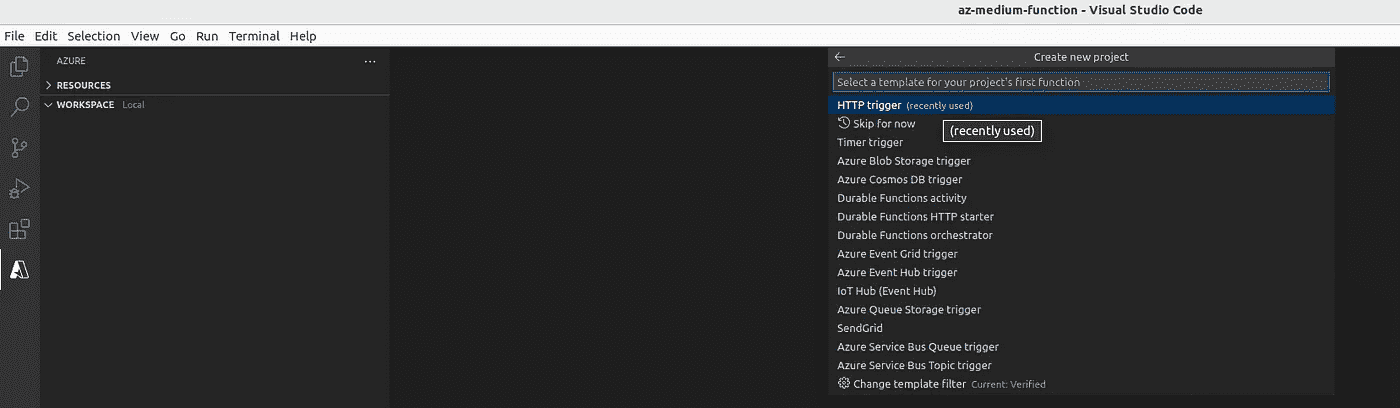 az-medium-function - Visual Studio Code
File Edit Selection View Go Run Terminal Help
AZURE ...
RESOURCES
WORKSPACE Local
Create new project
Select a template for your project's first function
HTTP trigger (recently used)
Skip for now
(recently used)
Timer trigger
Azure Blob Storage trigger
Azure Cosmos DB trigger
Durable Functions activity
Durable Functions HTTP starter
Durable Functions orchestrator
Azure Event Grid trigger
Azure Event Hub trigger
IoT Hub (Event Hub)
Azure Queue Storage trigger
SendGrid
Azure Service Bus Queue trigger
Azure Service Bus Topic trigger
Change template filter Current: Verified